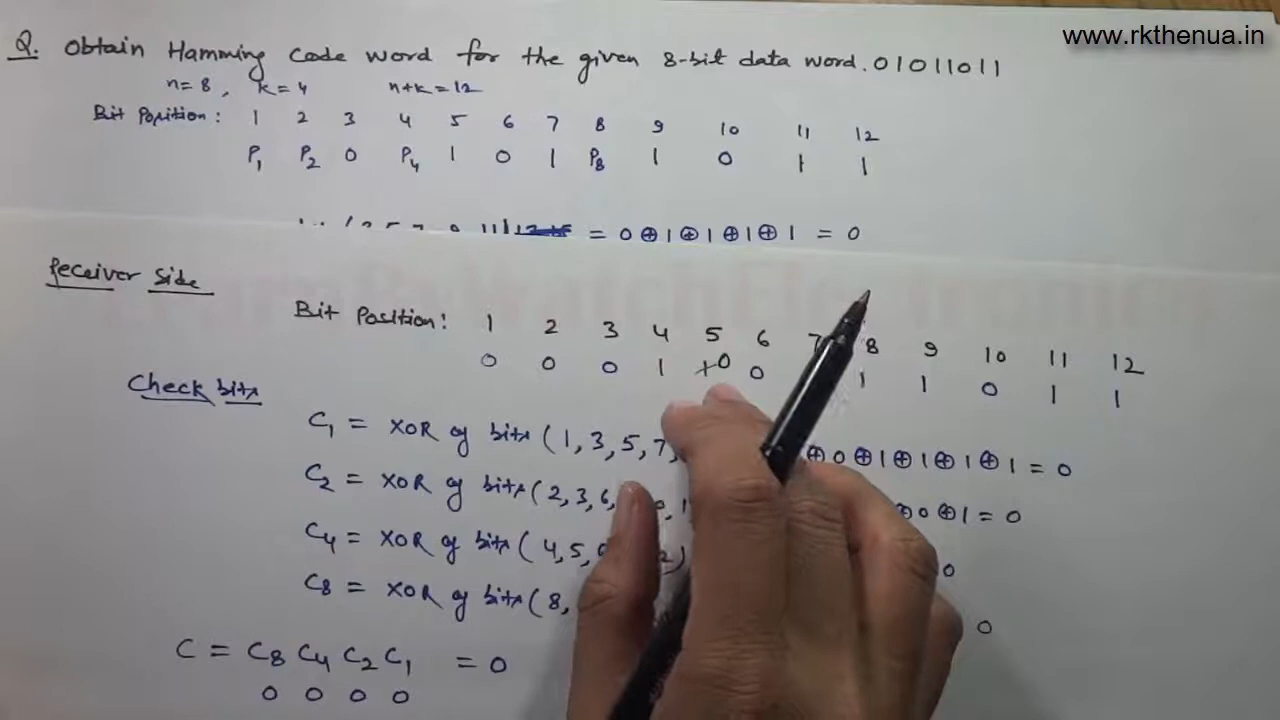 www.rkthenua.in
Q. Obtain Hamming Code word for the given 8-bit data word. 01011011
n=8, k=4 n+k=12
Bit Position: 1 2 3 4 5 6 7 8 9 10 11 12
P1 P2 0 P4 1 0 1 P8 1 0 1 1
= 0 ⊕ 1 ⊕ 1 ⊕ 1 ⊕ 1 = 0
Receiver Side
Bit Position: 1 2 3 4 5 6 7 8 9 10 11 12
0 0 0 1 0 0 1 1 0 1 1
Check bits
C1 = XOR of bits (1, 3, 5, 7, ⊕ 0 ⊕ 1 ⊕ 1 ⊕ 1 ⊕ 1 = 0
C2 = XOR of bits (2, 3, 6, ⊕ 0 ⊕ 1 = 0
C4 = XOR of bits (4, 5, 0
C8 = XOR of bits (8, 0
C = C8 C4 C2 C1 = 0
0 0 0 0